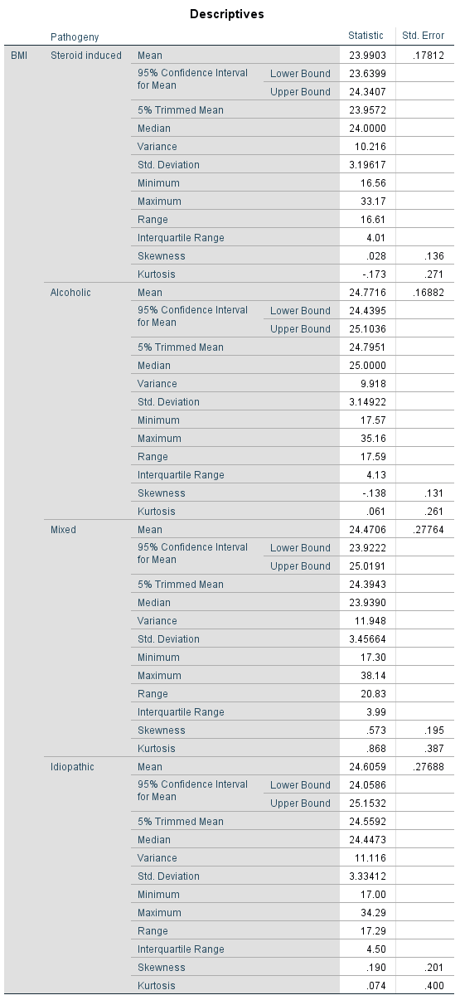 Descriptives
Pathogeny Statistic Std. Error
BMI Steroid induced Mean 23.9903 .17812
95% Confidence Interval for Mean Lower Bound 23.6399
Upper Bound 24.3407
5% Trimmed Mean 23.9572
Median 24.0000
Variance 10.216
Std. Deviation 3.19617
Minimum 16.56
Maximum 33.17
Range 16.61
Interquartile Range 4.01
Skewness .028 .136
Kurtosis -.173 .271
Alcoholic Mean 24.7716 .16882
95% Confidence Interval for Mean Lower Bound 24.4395
Upper Bound 25.1036
5% Trimmed Mean 24.7951
Median 25.0000
Variance 9.918
Std. Deviation 3.14922
Minimum 17.57
Maximum 35.16
Range 17.59
Interquartile Range 4.13
Skewness -.138 .131
Kurtosis .061 .261
Mixed Mean 24.4706 .27764
95% Confidence Interval for Mean Lower Bound 23.9222
Upper Bound 25.0191
5% Trimmed Mean 24.3943
Median 23.9390
Variance 11.948
Std. Deviation 3.45664
Minimum 17.30
Maximum 38.14
Range 20.83
Interquartile Range 3.99
Skewness .573 .195
Kurtosis .868 .387
Idiopathic Mean 24.6059 .27688
95% Confidence Interval for Mean Lower Bound 24.0586
Upper Bound 25.1532
5% Trimmed Mean 24.5592
Median 24.4473
Variance 11.116
Std. Deviation 3.33412
Minimum 17.00
Maximum 34.29
Range 17.29
Interquartile Range 4.50
Skewness .190 .201
Kurtosis .074 .400